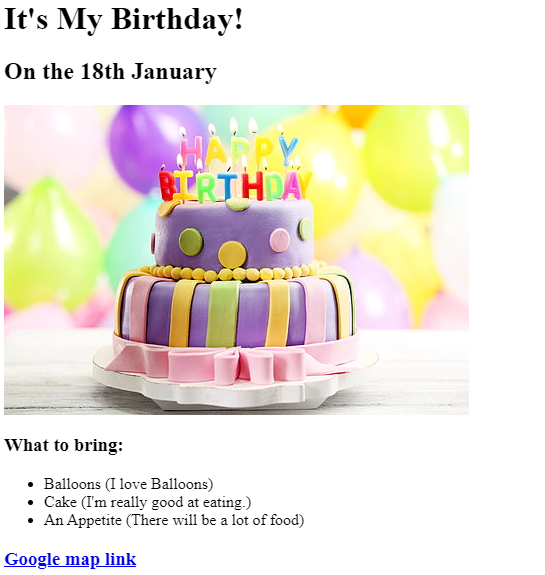 It's My Birthday!
On the 18th January
HAPPY
BIRTHDAY
What to bring:
Balloons (I love Balloons)
Cake (I'm really good at eating.)
An Appetite (There will be a lot of food)
Google map link